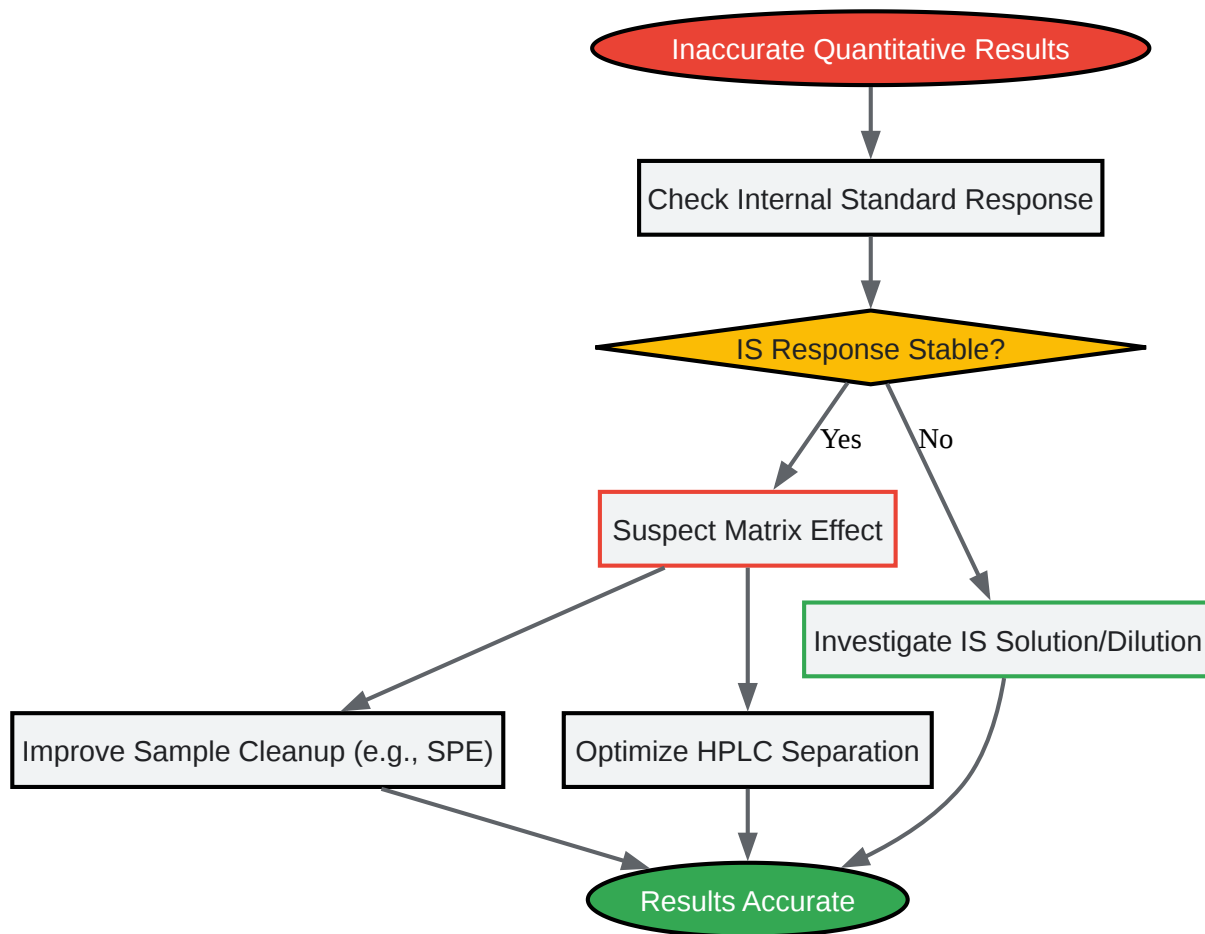 Inaccurate Quantitative Results
Check Internal Standard Response
IS Response Stable?
Yes
No
Suspect Matrix Effect
Investigate IS Solution/Dilution
Improve Sample Cleanup (e.g., SPE)
Optimize HPLC Separation
Results Accurate